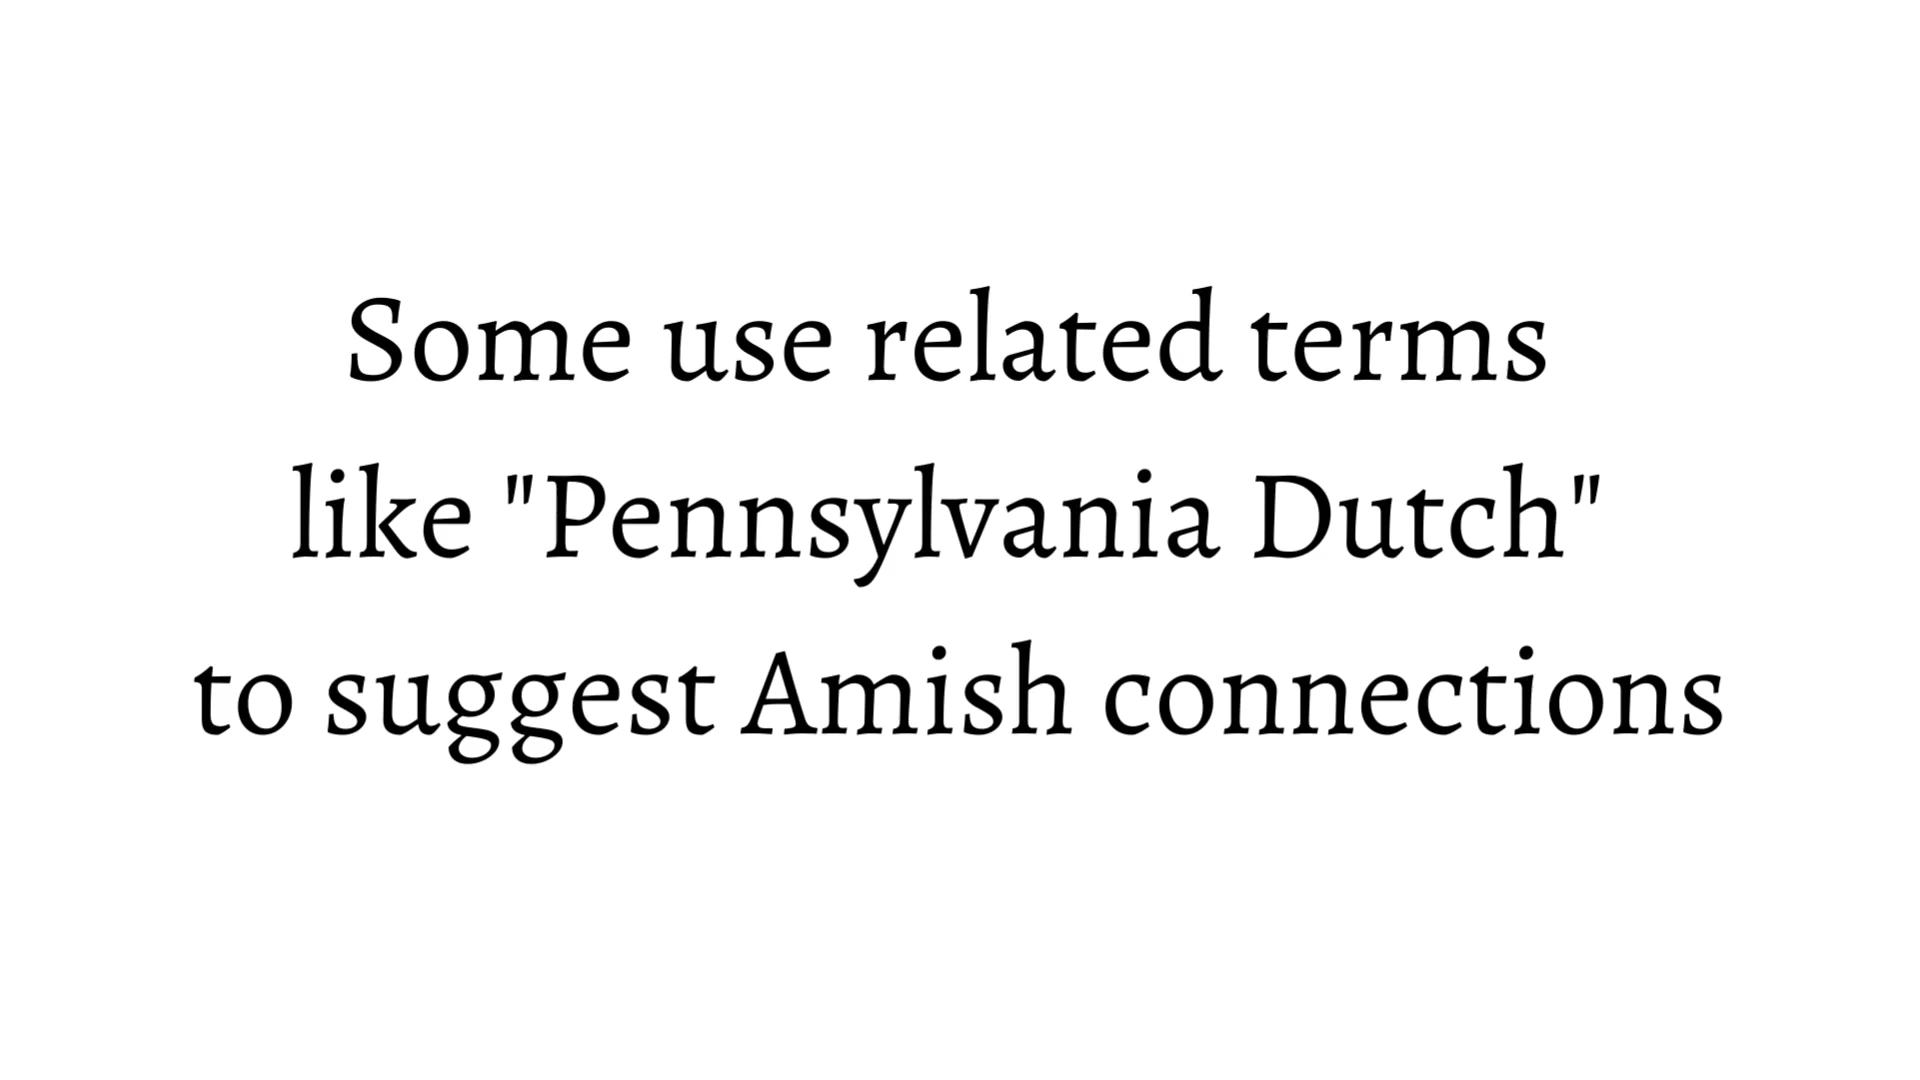 Some use related terms
like "Pennsylvania Dutch"
to suggest Amish connections